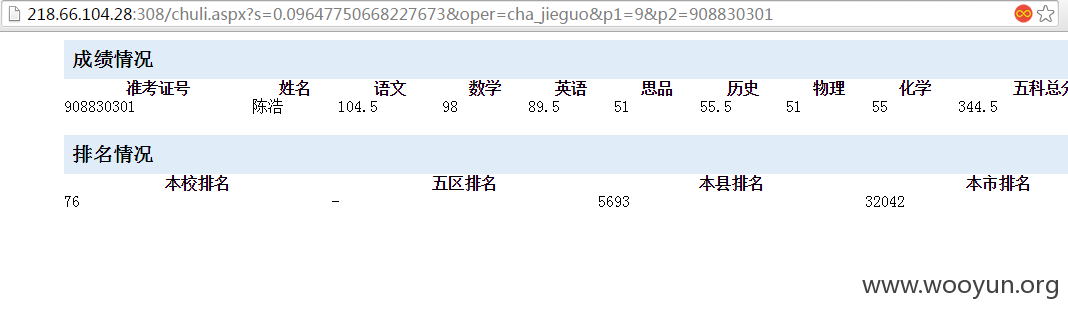 218.66.104.28:308/chuli.aspx?s=0.09647750668227673&oper=cha_jieguo&p1=9&p2=908830301
成绩情况
准考证号 姓名 语文 数学 英语 思品 历史 物理 化学 五科总分
908830301 陈浩 104.5 98 89.5 51 55.5 51 55 344.5
排名情况
本校排名 五区排名 本县排名 本市排名
76 - 5693 32042
www.wooyun.org